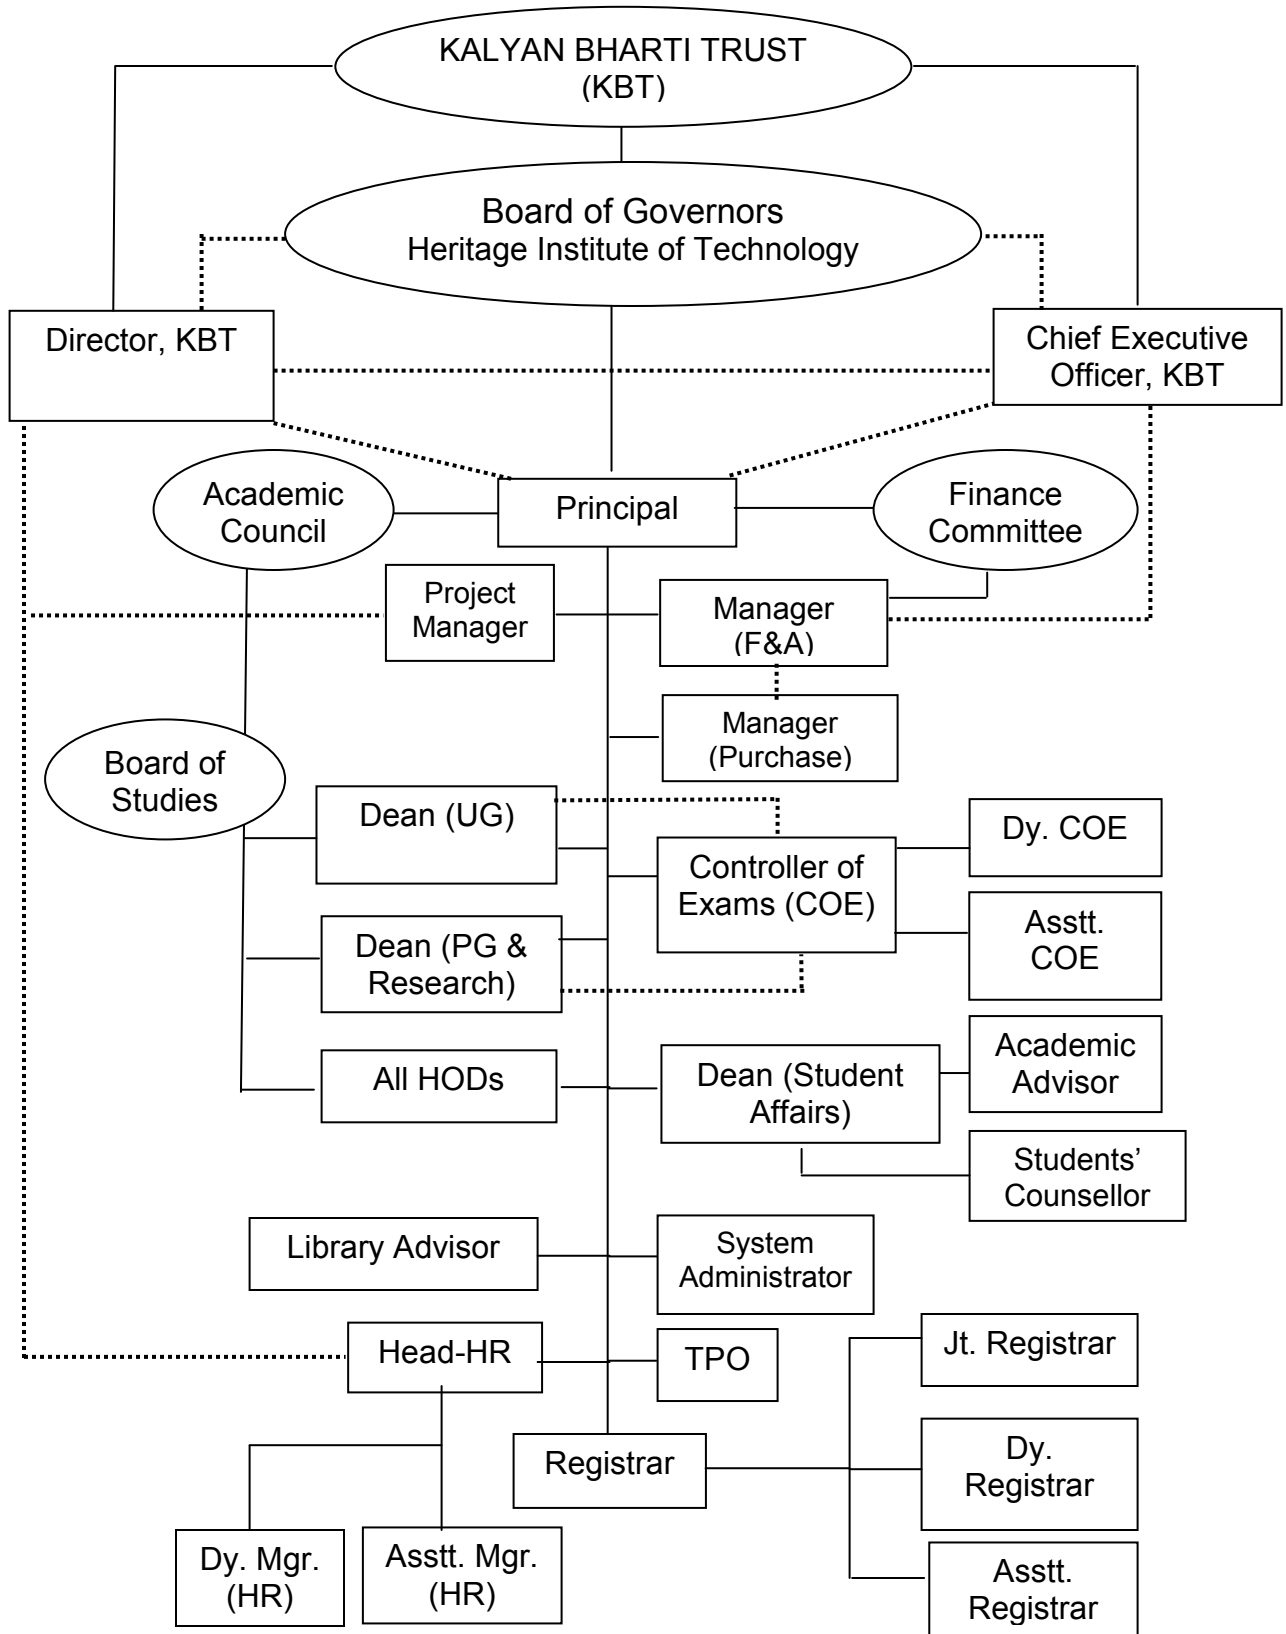 KALYAN BHARTI TRUST
(KBT)
Board of Governors
Heritage Institute of Technology
Director, KBT
Chief Executive
Officer, KBT
Academic
Council
Principal
Finance
Committee
Project
Manager
Manager
(F&A)
Manager
(Purchase)
Board of
Studies
Dean (UG)
Controller of
Exams (COE)
Dy. COE
Asstt.
COE
Dean (PG &
Research)
All HODs
Dean (Student
Affairs)
Academic
Advisor
Students’
Counsellor
Library Advisor
System
Administrator
Head-HR
TPO
Jt. Registrar
Registrar
Dy.
Registrar
Dy. Mgr.
(HR)
Asstt. Mgr.
(HR)
Asstt.
Registrar